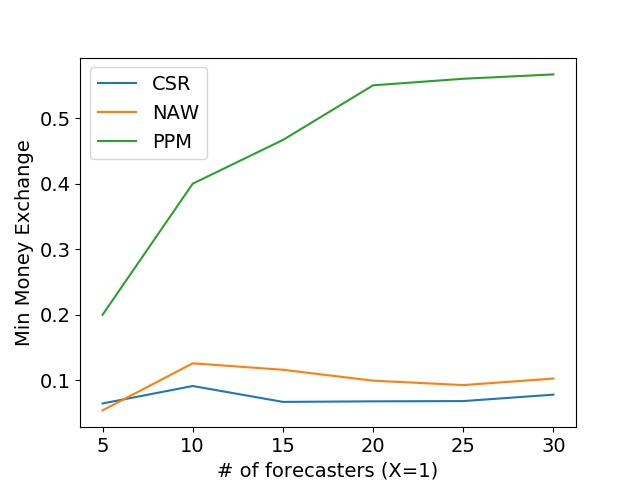 CSR
NAW
PPM
Min Money Exchange
0.5
0.4
0.3
0.2
0.1
5 10 15 20 25 30
# of forecasters (X=1)